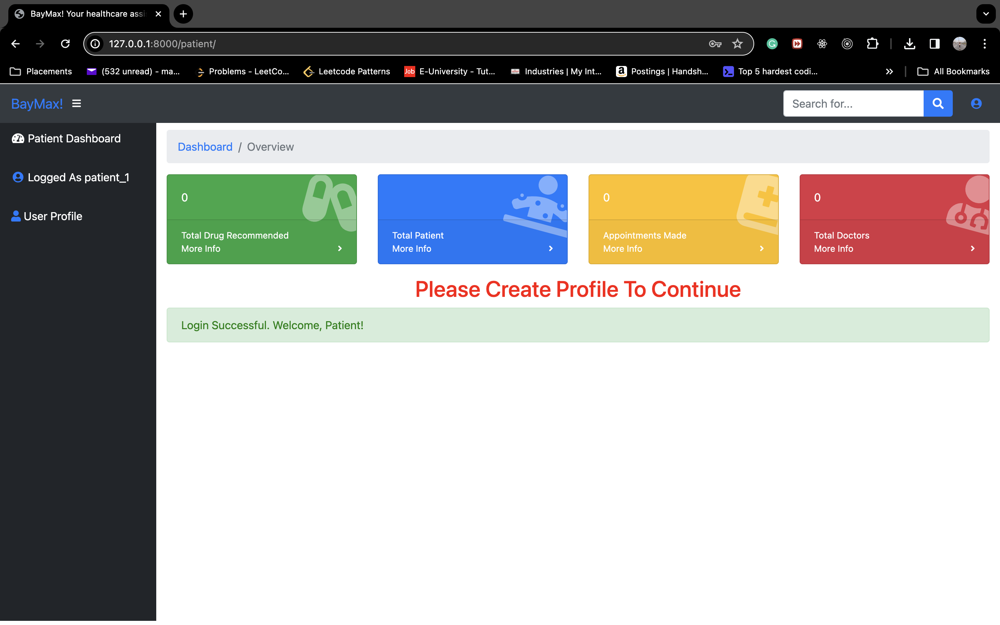 BayMax! Your healthcare assi
127.0.0.1:8000/patient/
Placements
(532 unread) - ma...
Problems - LeetCo...
Leetcode Patterns
Job
E-University - Tut...
Industries | My Int...
a
Postings | Handsh...
Top 5 hardest codi...
All Bookmarks
BayMax!
Search for...
Patient Dashboard
Logged As patient_1
User Profile
Dashboard / Overview
0
Total Drug Recommended
More Info
Total Patient
More Info
0
Appointments Made
More Info
0
Total Doctors
More Info
Please Create Profile To Continue
Login Successful. Welcome, Patient!